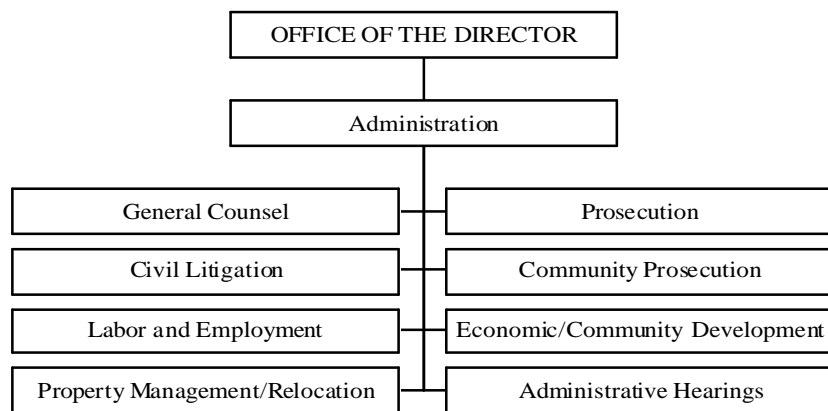 OFFICE OF THE DIRECTOR
Administration
General Counsel
Prosecution
Civil Litigation
Community Prosecution
Labor and Employment
Economic/Community Development
Property Management/Relocation
Administrative Hearings